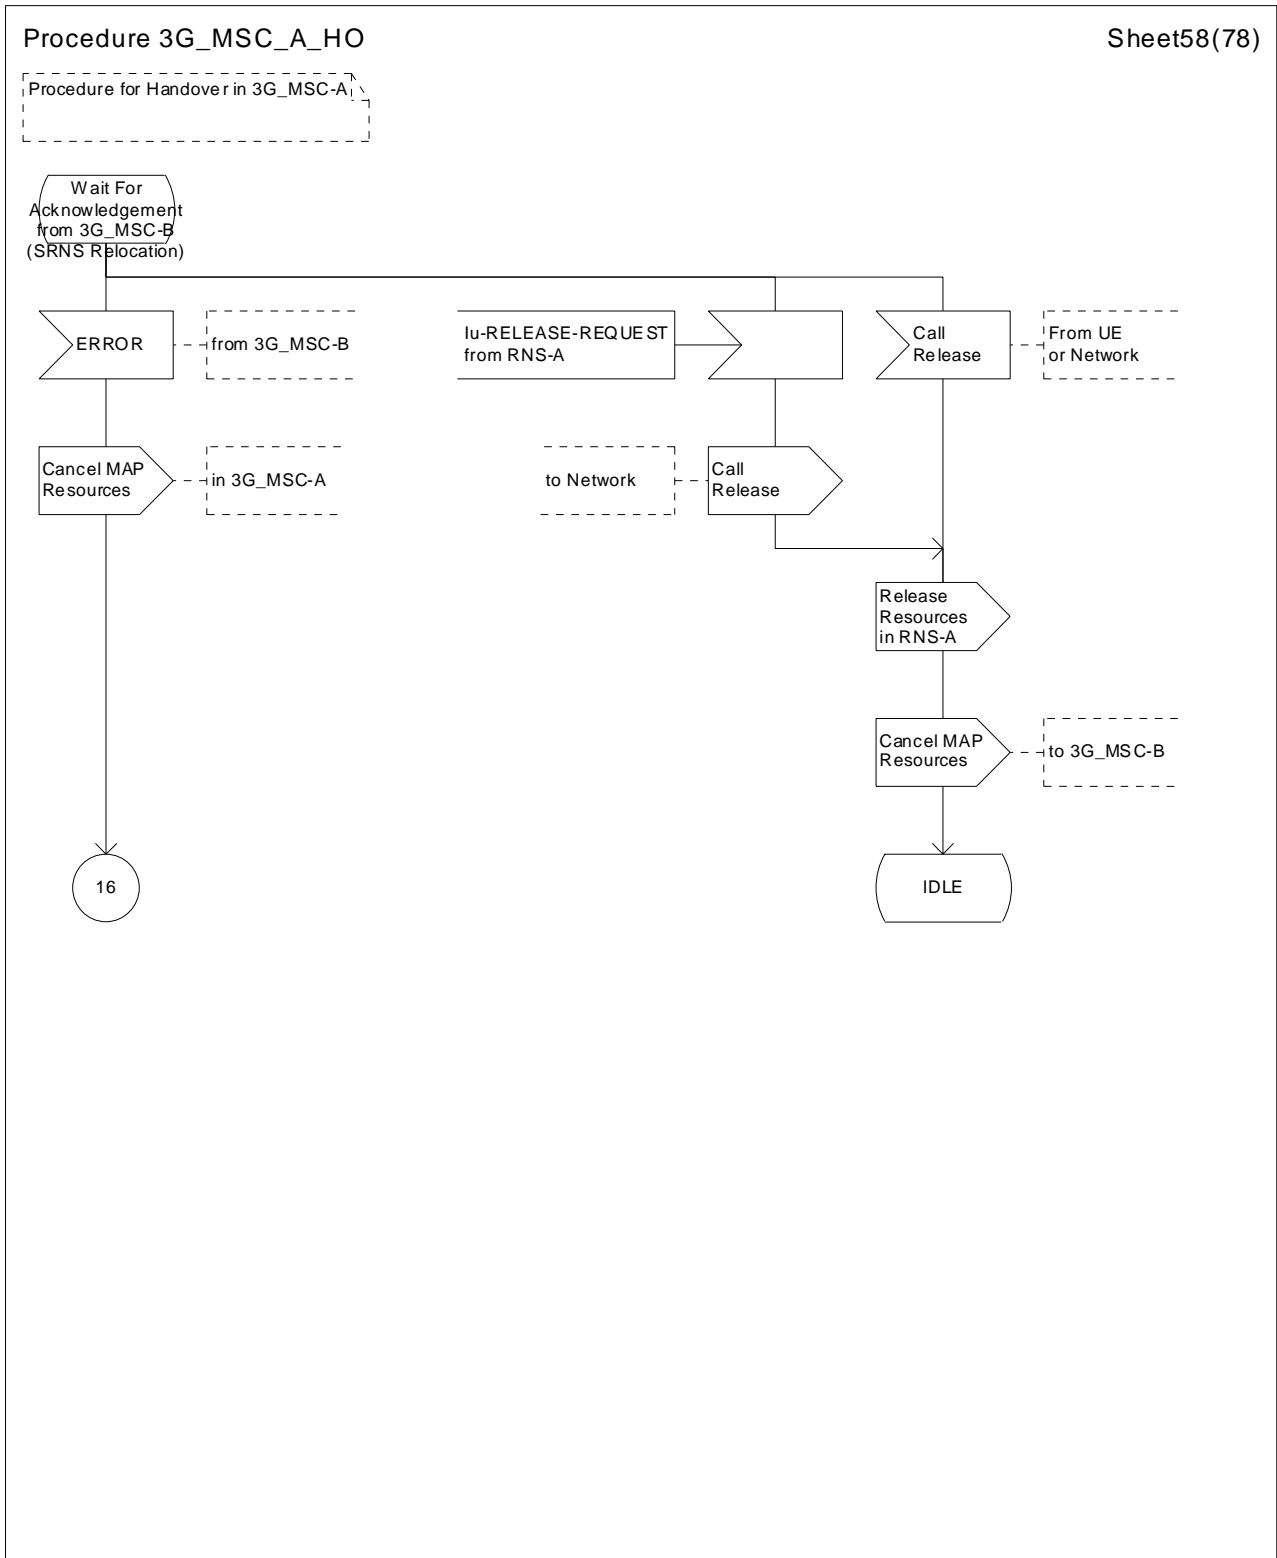 Procedure 3G_MSC_A_HO
Sheet58(78)
Procedure for Handover in 3G_MSC-A
Wait For
Acknowledgement
from 3G_MSC-B
(SRNS Relocation)
ERROR
from 3G_MSC-B
Iu-RELEASE-REQUEST
from RNS-A
Call
Release
From UE
or Network
Cancel MAP
Resources
in 3G_MSC-A
to Network
Call
Release
Release
Resources
in RNS-A
Cancel MAP
Resources
to 3G_MSC-B
16
IDLE